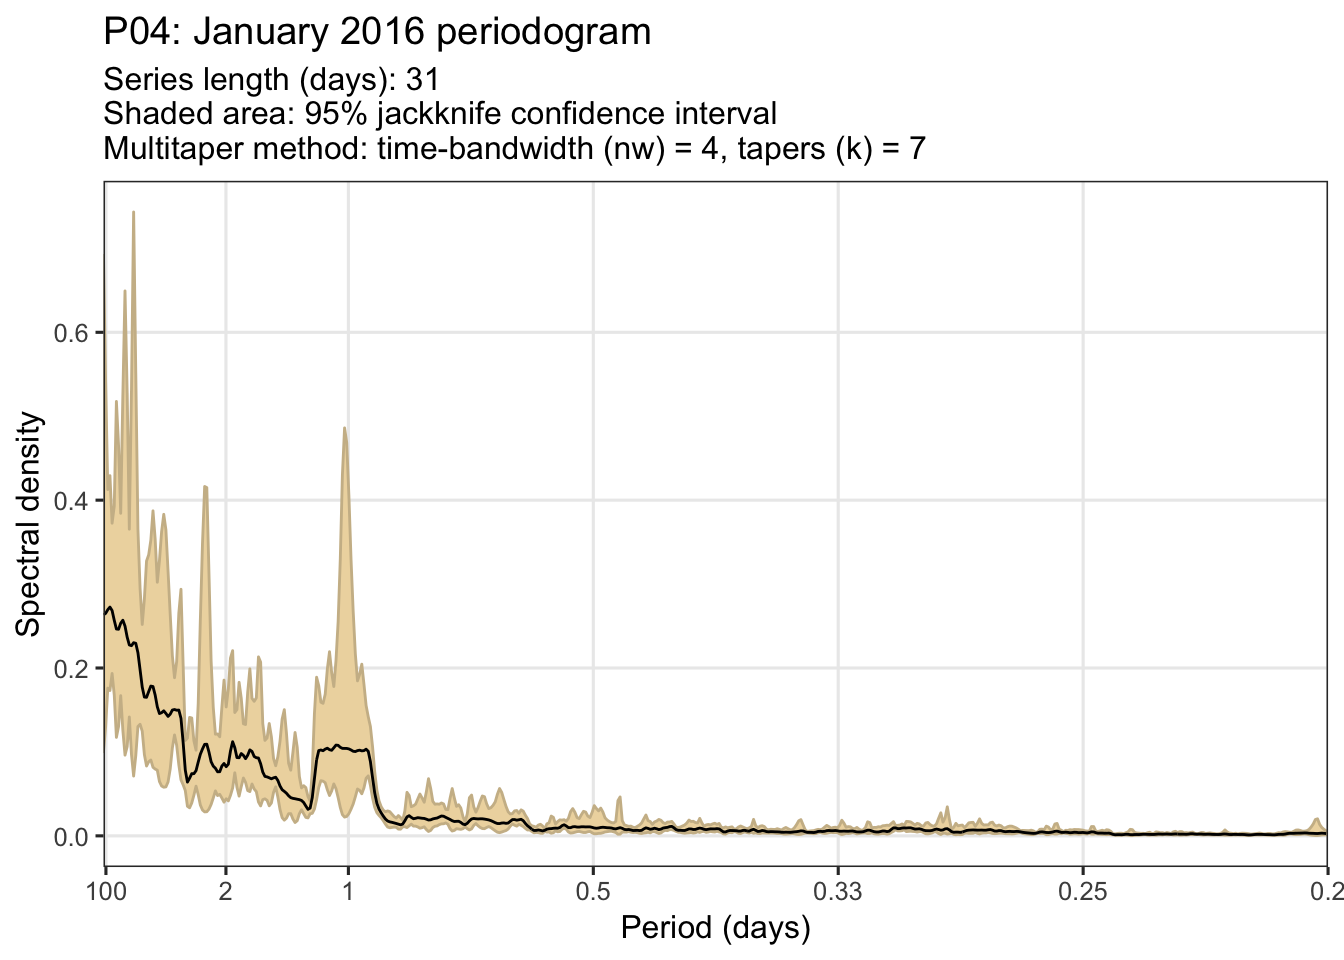 P04: January 2016 periodogram
Series length (days): 31
Shaded area: 95% jackknife confidence interval
Multitaper method: time-bandwidth (nw) = 4, tapers (k) = 7
Spectral density
0.6
0.4
0.2
0.0
100 2 1 0.5 0.33 0.25 0.2
Period (days)